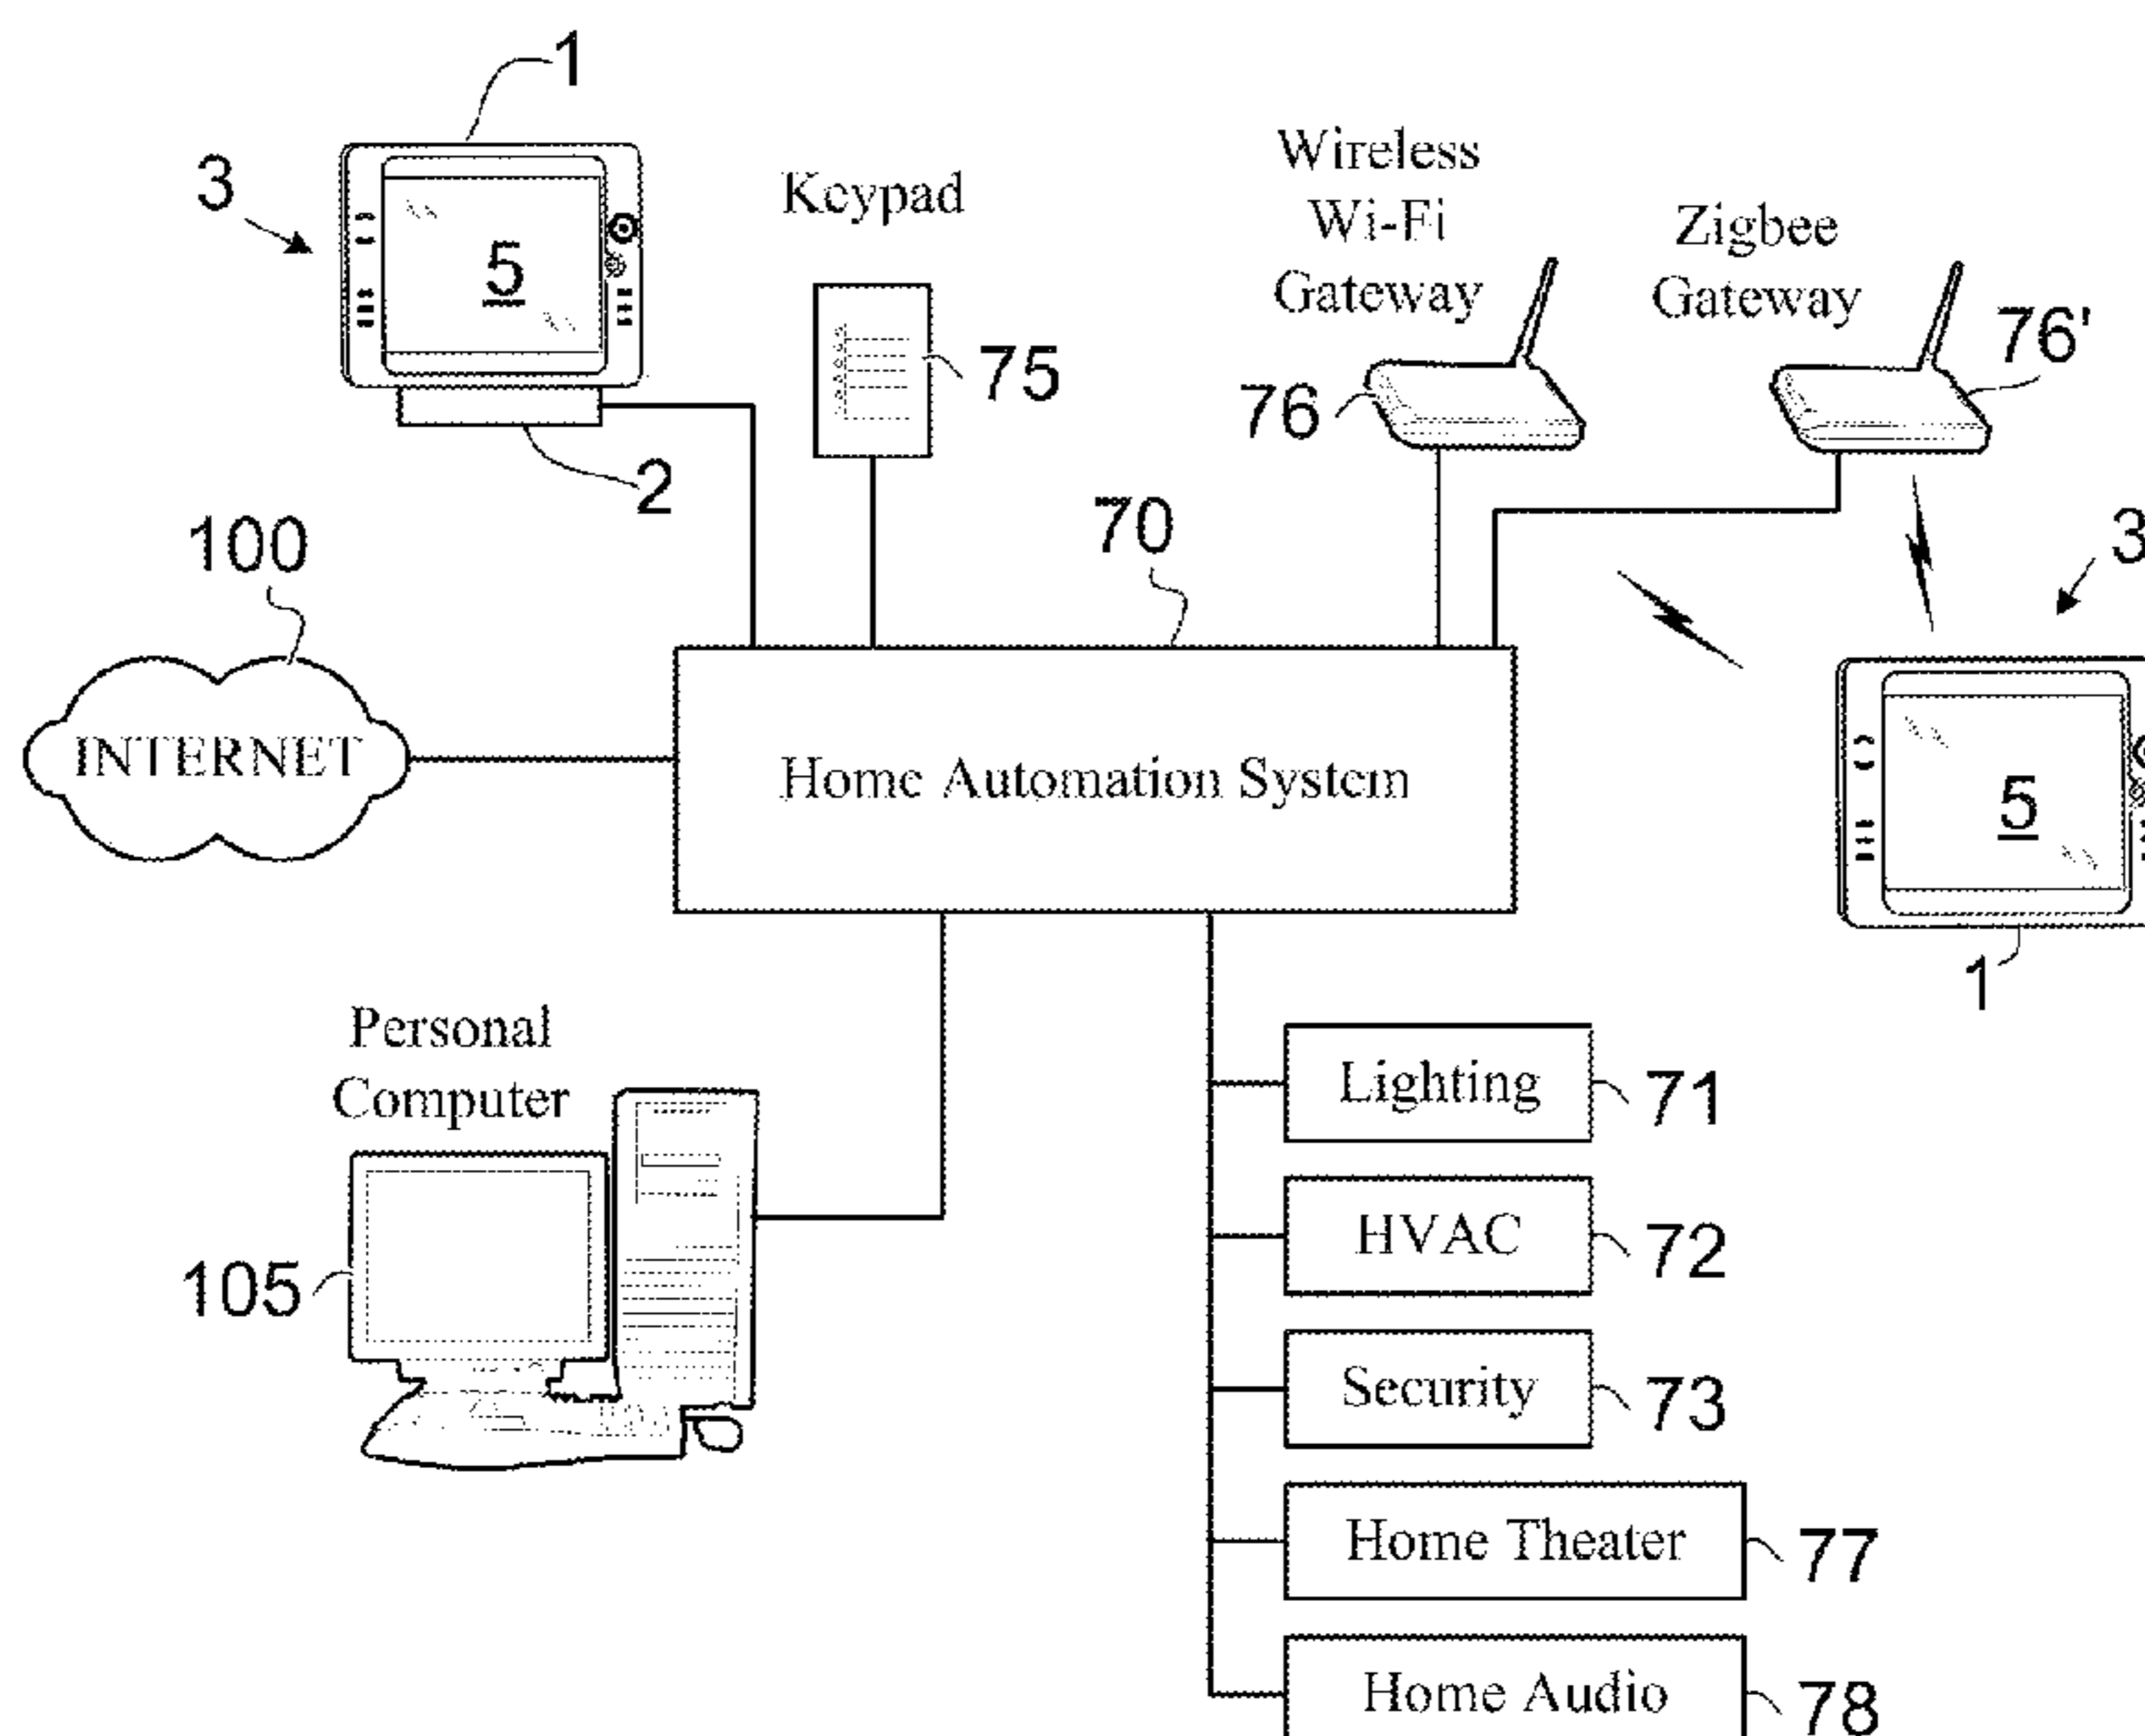 1
3
5
2
Keypad
75
Wireless
Wi-Fi
Gateway
76
Zigbee
Gateway
76'
100
INTERNET
70
Home Automation System
3
5
1
Personal
Computer
105
Lighting
71
HVAC
72
Security
73
Home Theater
77
Home Audio
78